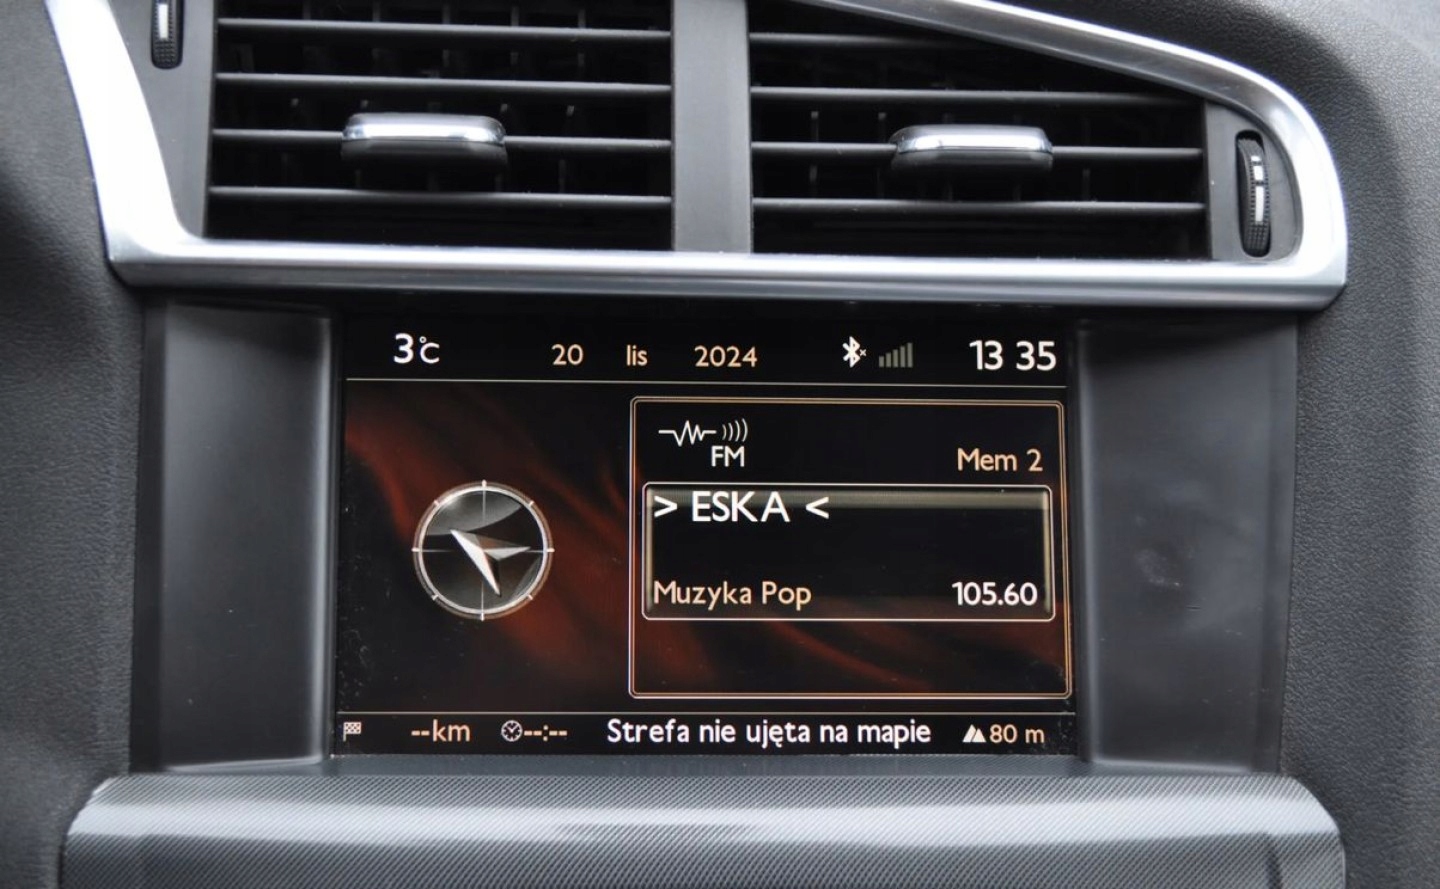 3°C 20 lis 2024 13 35
FM
Mem 2
> ESKA <
Muzyka Pop 105.60
--km --:-- Strefa nie ujęta na mapie 80 m